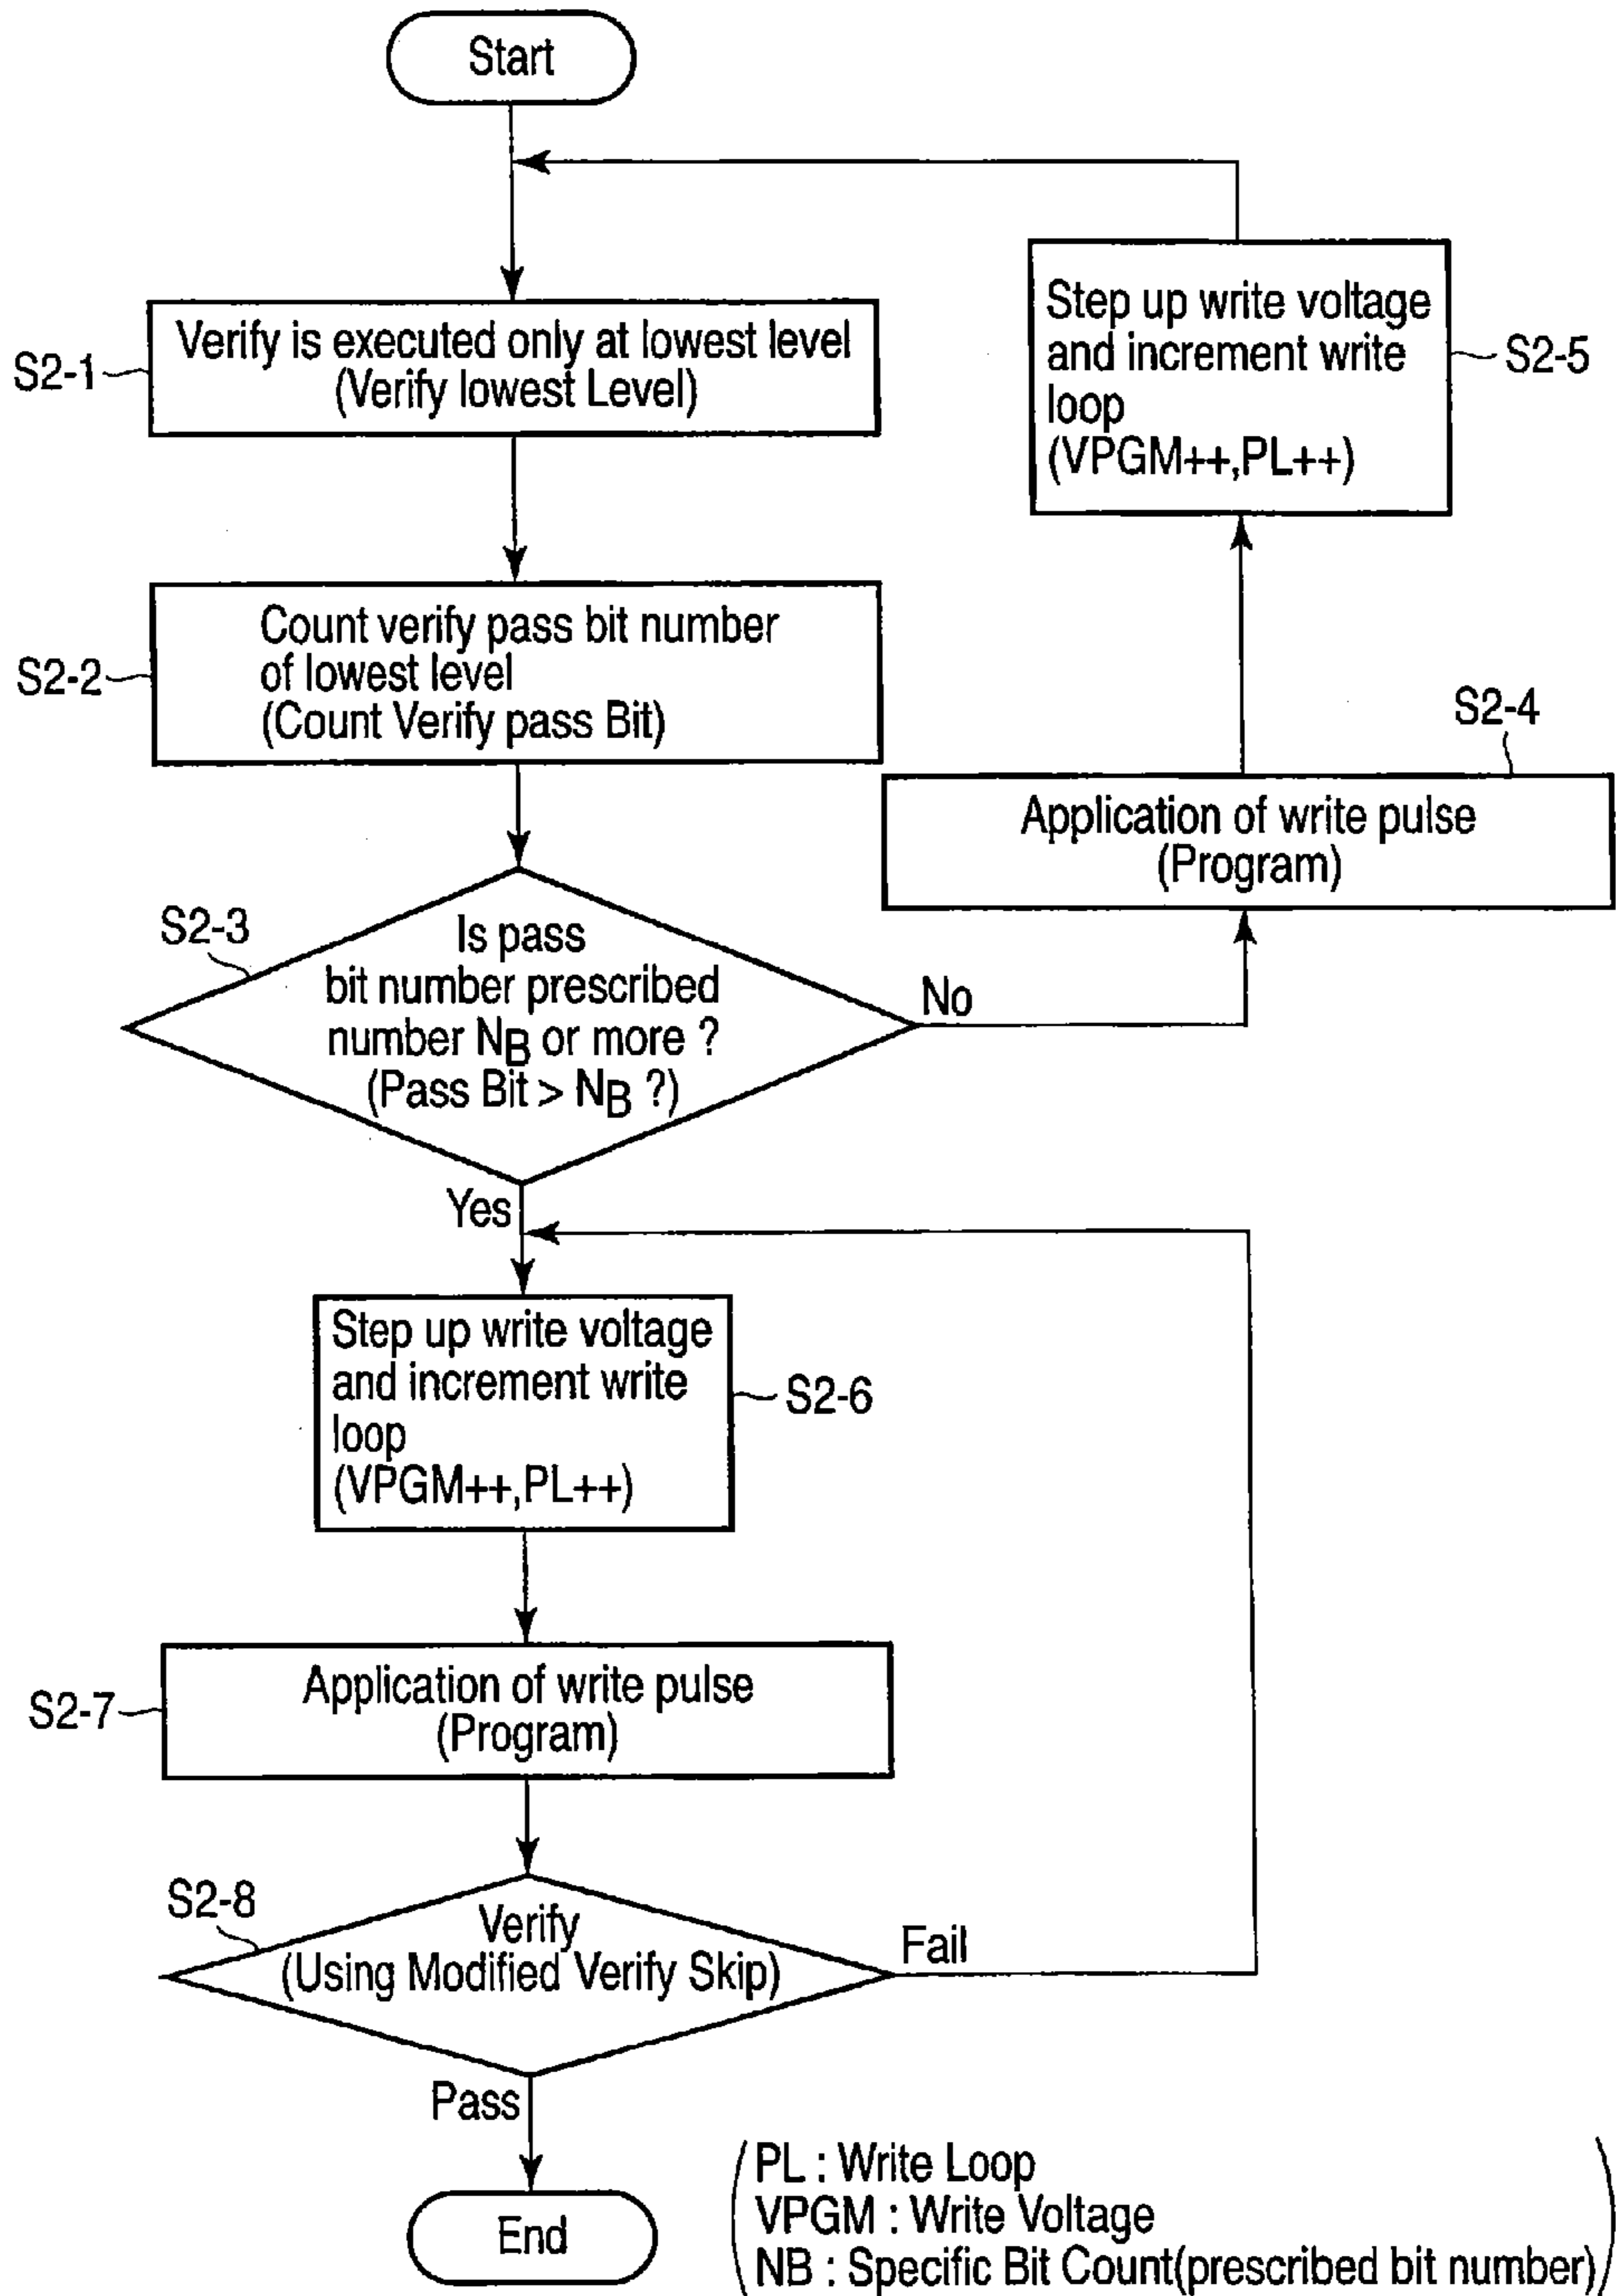 Start
S2-1
Verify is executed only at lowest level
(Verify lowest Level)
S2-2
Count verify pass bit number
of lowest level
(Count Verify pass Bit)
S2-3
Is pass
bit number prescribed
number NB or more ?
(Pass Bit > NB ?)
No
S2-4
Application of write pulse
(Program)
S2-5
Step up write voltage
and increment write
loop
(VPGM++,PL++)
Yes
Step up write voltage
and increment write
loop
(VPGM++,PL++)
S2-6
S2-7
Application of write pulse
(Program)
S2-8
Verify
(Using Modified Verify Skip)
Fail
Pass
End
PL : Write Loop
VPGM : Write Voltage
NB : Specific Bit Count(prescribed bit number)